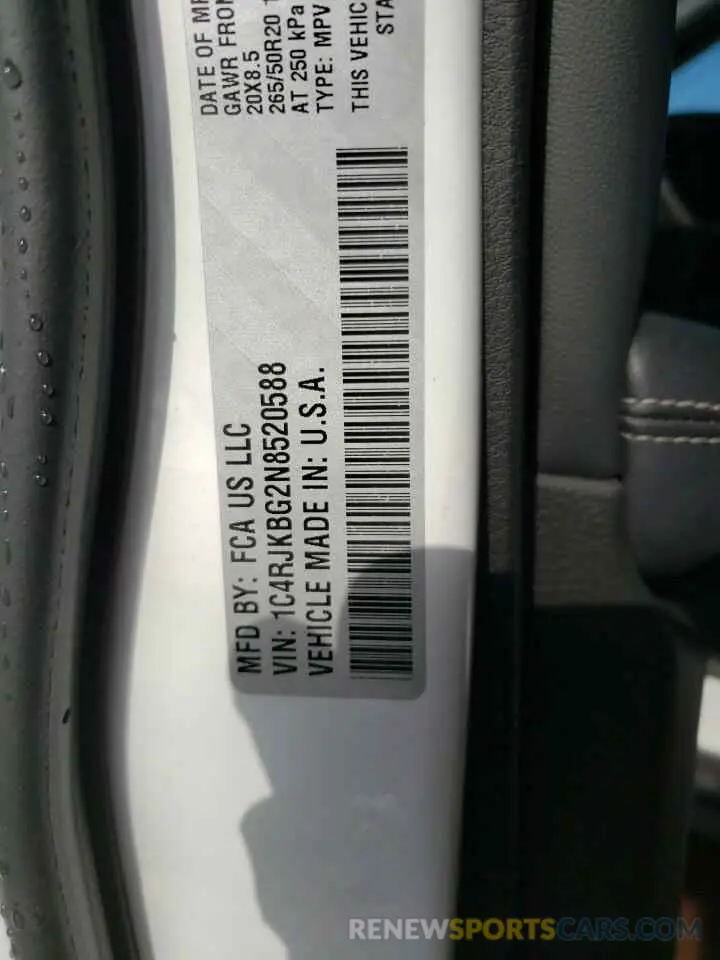 MFD BY: FCA US LLC
VIN: 1C4RJKBG2N8520588
VEHICLE MADE IN: U.S.A.
DATE OF
GAWR FRON
20X8.5
265/50R20
AT 250 kPa
TYPE: MPV
THIS VEHIC
STA
RENEWSPORTSCARS.COM